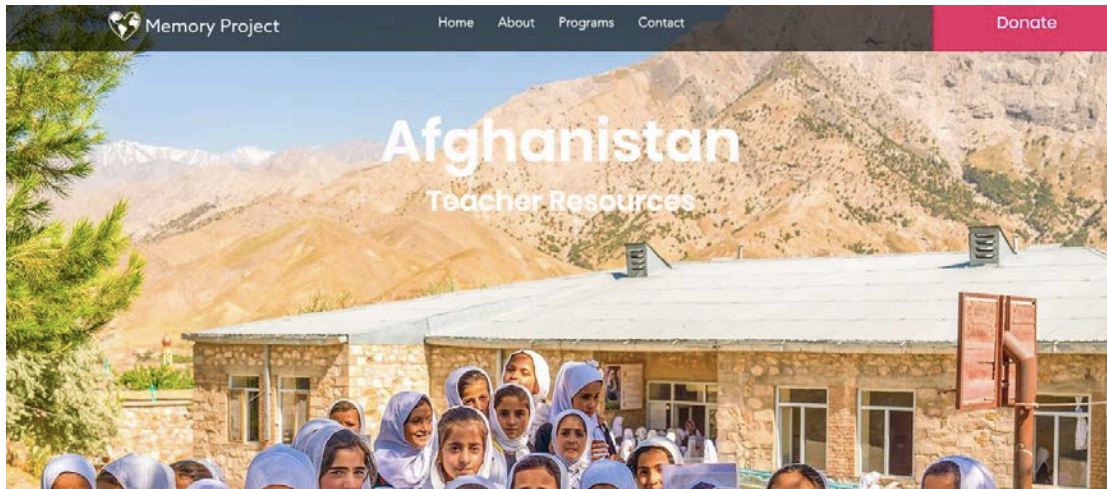 Memory Project
Home About Programs Contact
Donate
Afghanistan
Teacher Resources